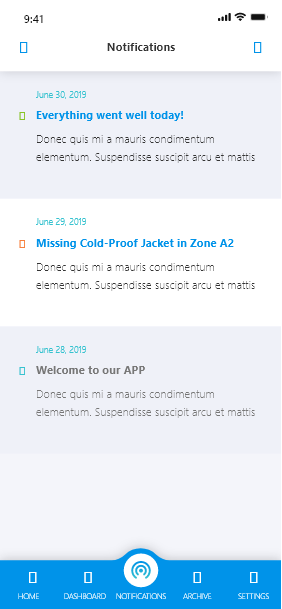 9:41
Notifications
June 30, 2019
Everything went well today!
Donec quis mi a mauris condimentum
elementum. Suspendisse suscipit arcu et mattis
June 29, 2019
Missing Cold-Proof Jacket in Zone A2
Donec quis mi a mauris condimentum
elementum. Suspendisse suscipit arcu et mattis
June 28, 2019
Welcome to our APP
Donec quis mi a mauris condimentum
elementum. Suspendisse suscipit arcu et mattis
HOME DASHBOARD NOTIFICATIONS ARCHIVE SETTINGS